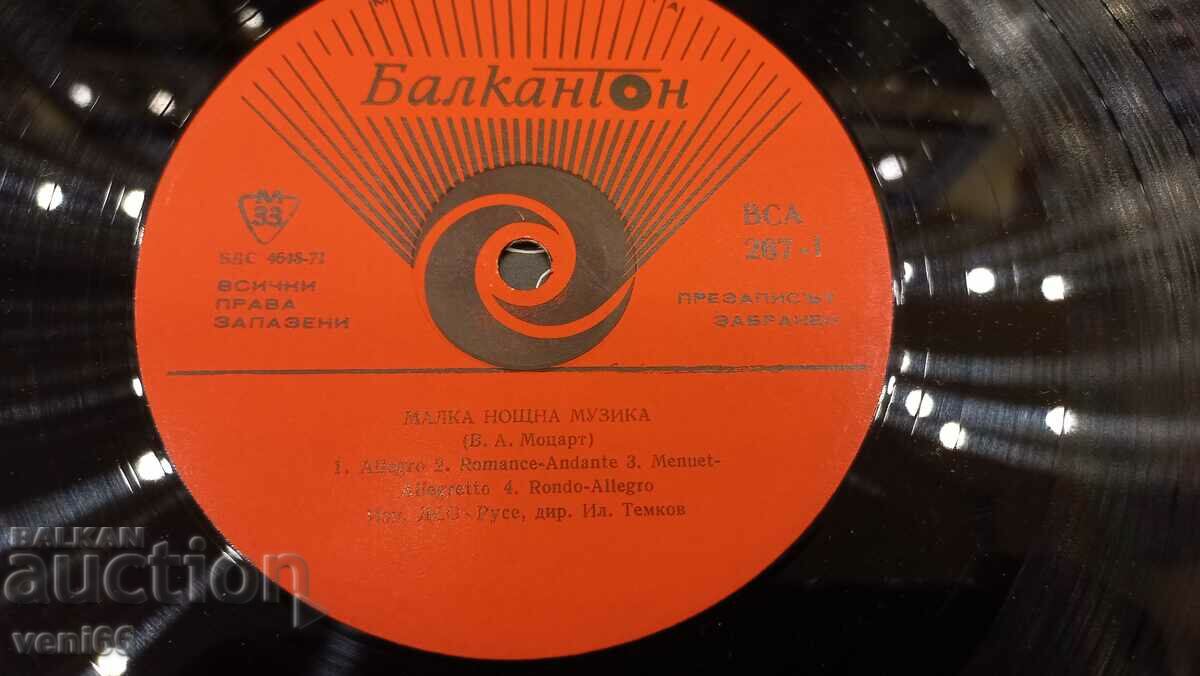 БалканТон
М
33
БДС 4648-71
ВСИЧКИ
ПРАВА
ЗАПАЗЕНИ
ВСА
267-1
ПРЕЗАПИСЪТ
ЗАБРАНЕН
МАЛКА НОЩНА МУЗИКА
(В. А. Моцарт)
1. Allegro 2. Romance-Andante 3. Menuet-
Allegretto 4. Rondo-Allegro
Русе, дир. Ил. Темков
BALKAN
auction
veni66